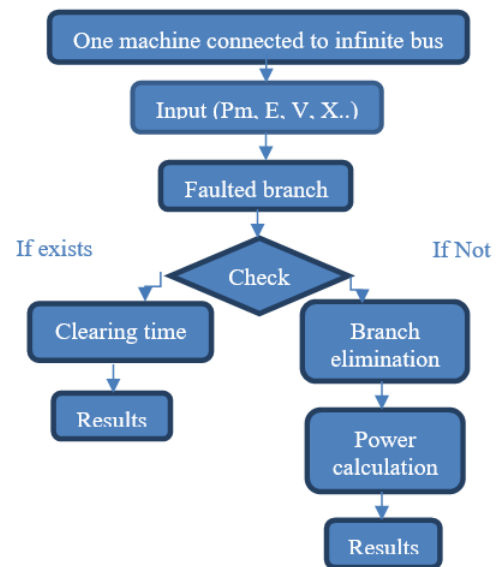 One machine connected to infinite bus
Input (Pm, E, V, X..)
Faulted branch
If exists
If Not
Check
Clearing time
Branch
elimination
Results
Power
calculation
Results